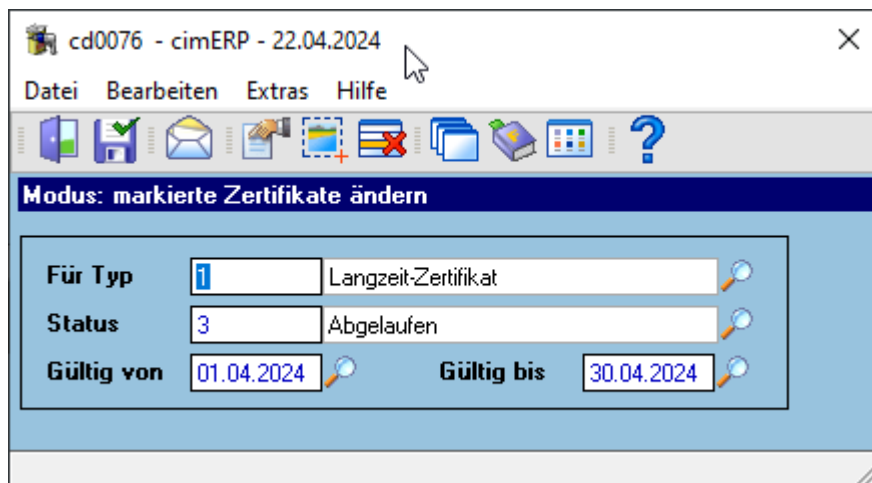 cd0076 - cimERP - 22.04.2024
Datei Bearbeiten Extras Hilfe
Modus: markierte Zertifikate ändern
Für Typ 1 Langzeit-Zertifikat
Status 3 Abgelaufen
Gültig von 01.04.2024 Gültig bis 30.04.2024